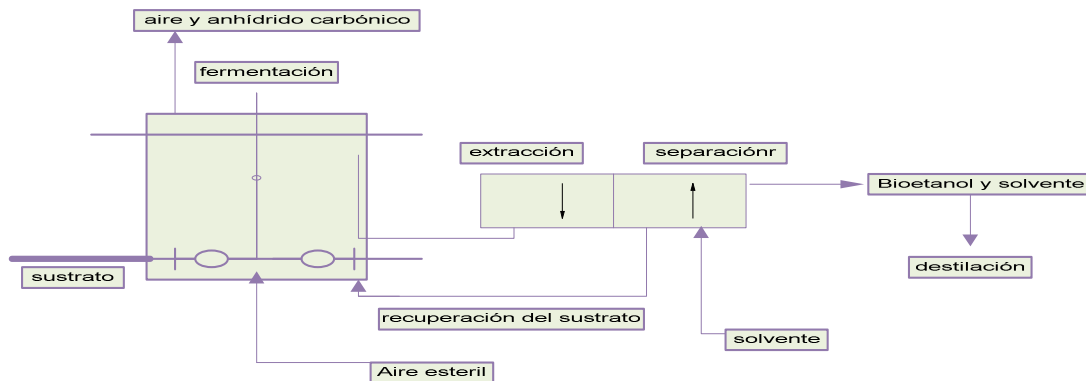 aire y anhídrido carbónico
fermentación
extracción
separaciónr
Bioetanol y solvente
sustrato
destilación
recuperación del sustrato
solvente
Aire esteril